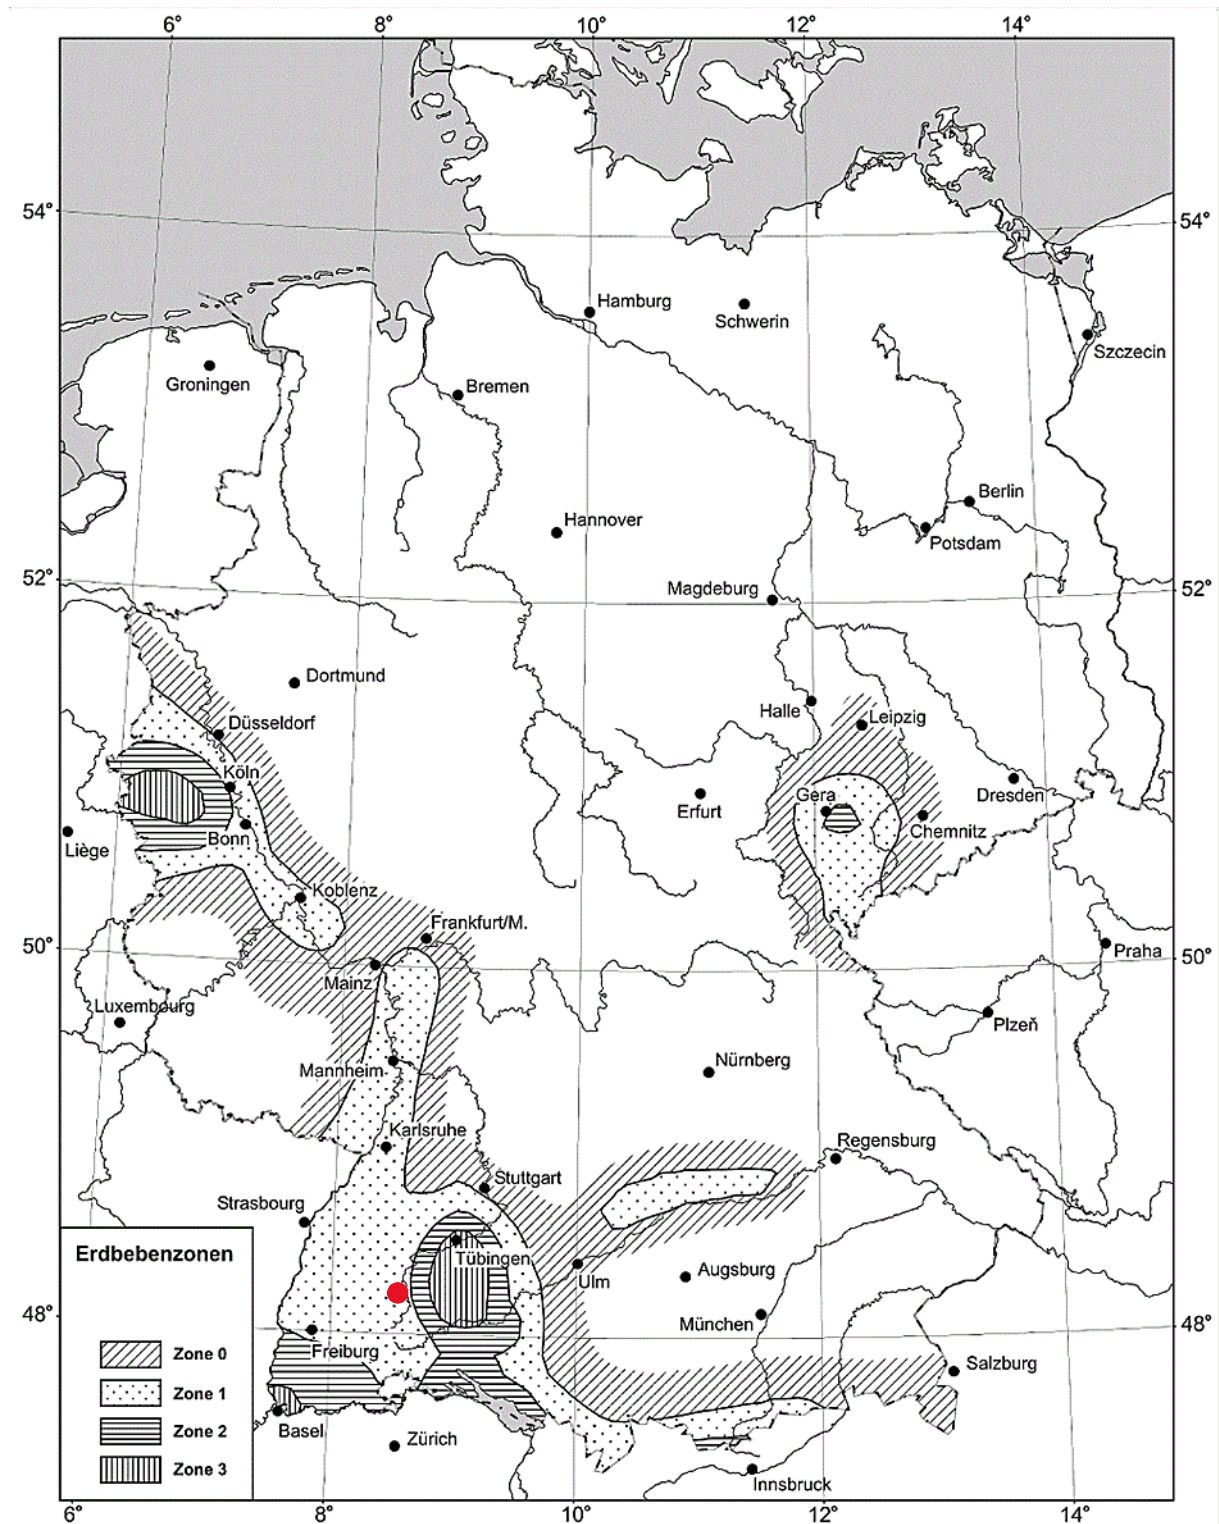 6° 8° 10° 12° 14°
54° 54°
Hamburg
Schwerin
Szczecin
Groningen
Bremen
Berlin
Hannover
Potsdam
52° 52°
Magdeburg
Dortmund
Halle
Leipzig
Düsseldorf
Köln
Gera
Dresden
Erfurt
Chemnitz
Bonn
Liège
Koblenz
Frankfurt/M.
50° 50°
Praha
Mainz
Luxembourg
Plzeň
Nürnberg
Mannheim
Karlsruhe
Regensburg
Stuttgart
Strasbourg
Tübingen
Augsburg
Ulm
48° 48°
München
Freiburg
Salzburg
Basel
Zürich
Innsbruck
Erdbebenzonen
Zone 0
Zone 1
Zone 2
Zone 3
6° 8° 10° 12° 14°